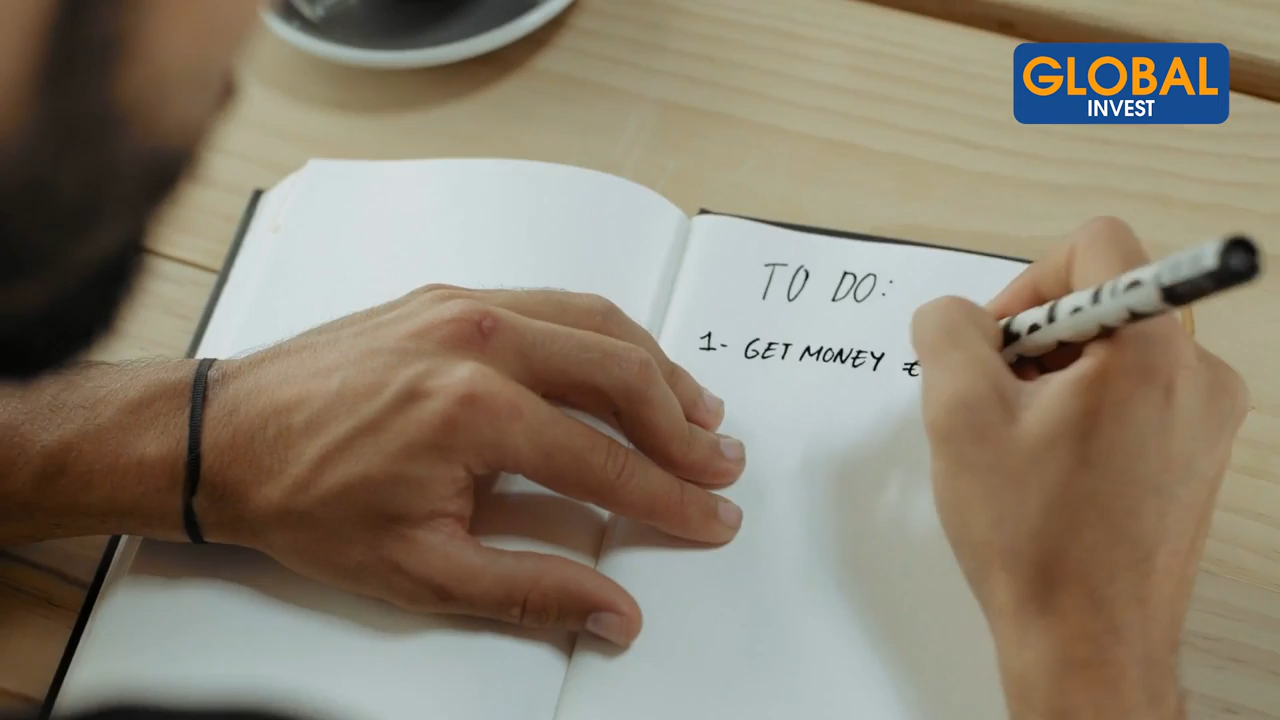 GLOBAL
INVEST
TO DO:
1- GET MONEY €